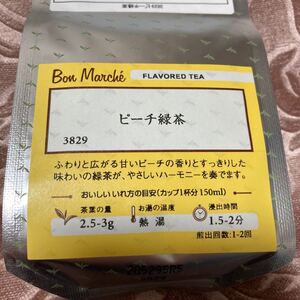 Bon Marché
FLAVORED TEA
ピーチ緑茶
3829
ふわりと広がる甘いピーチの香りとすっきりした
味わいの緑茶が、やさしいハーモニーを奏でます。
おいしいいれ方の目安(カップ1杯分 150ml)
茶葉の量
お湯の温度
浸出時間
2.5-3g
熱湯
1.5-2分
煎出回数:1-2回